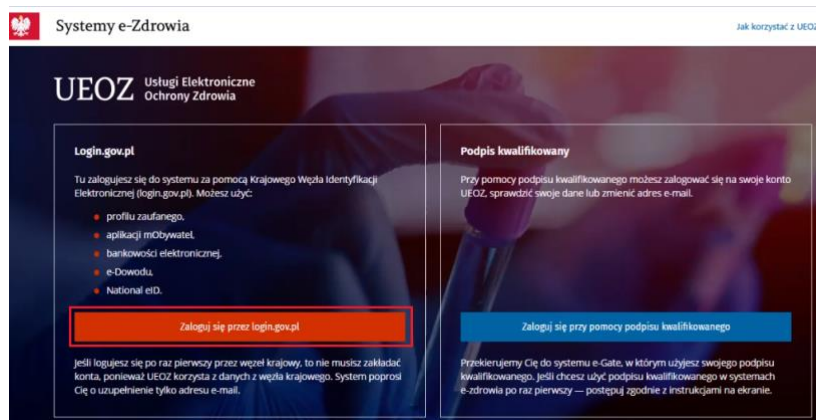 Systemy e-Zdrowia
Jak korzystać z UEOZ
UEOZ Usługi Elektroniczne
Ochrony Zdrowia
Login.gov.pl
Tu zalogujesz się do systemu za pomocą Krajowego Węzła Identyfikacji
Elektronicznej (login.gov.pl). Możesz użyć:
profilu zaufanego,
aplikacji mObywatel,
bankowości elektronicznej,
e-Dowodu,
National eID.
Zaloguj się przez login.gov.pl
Jeśli logujesz się po raz pierwszy przez węzeł krajowy, to nie musisz zakładać
konta, ponieważ UEOZ korzysta z danych z węzła krajowego. System poprosi
Cię o uzupełnienie tylko adresu e-mail.
Podpis kwalifikowany
Przy pomocy podpisu kwalifikowanego możesz zalogować się na swoje konto
UEOZ, sprawdzić swoje dane lub zmienić adres e-mail.
Zaloguj się przy pomocy podpisu kwalifikowanego
Przekierujemy Cię do systemu e-Gate, w którym użyjesz swojego podpisu
kwalifikowanego. Jeśli chcesz użyć podpisu kwalifikowanego w systemach
e-zdrowia po raz pierwszy — postępuj zgodnie z instrukcjami na ekranie.